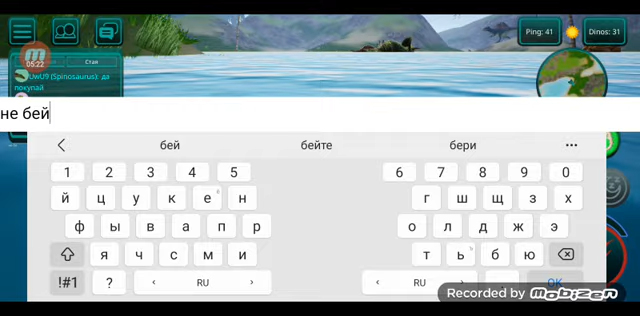 Ping: 41
Dinos: 31
05:22
Стая
UwU9 (Spinosaurus): да
покупай
не бей
бей бейте бери
1 2 3 4 5 6 7 8 9 0
й ц у к е н г ш щ з х
ф ы в а п р о л д ж э
я ч с м и т ь б ю
!#1 ? RU RU . OK
Recorded by MOBIZEN